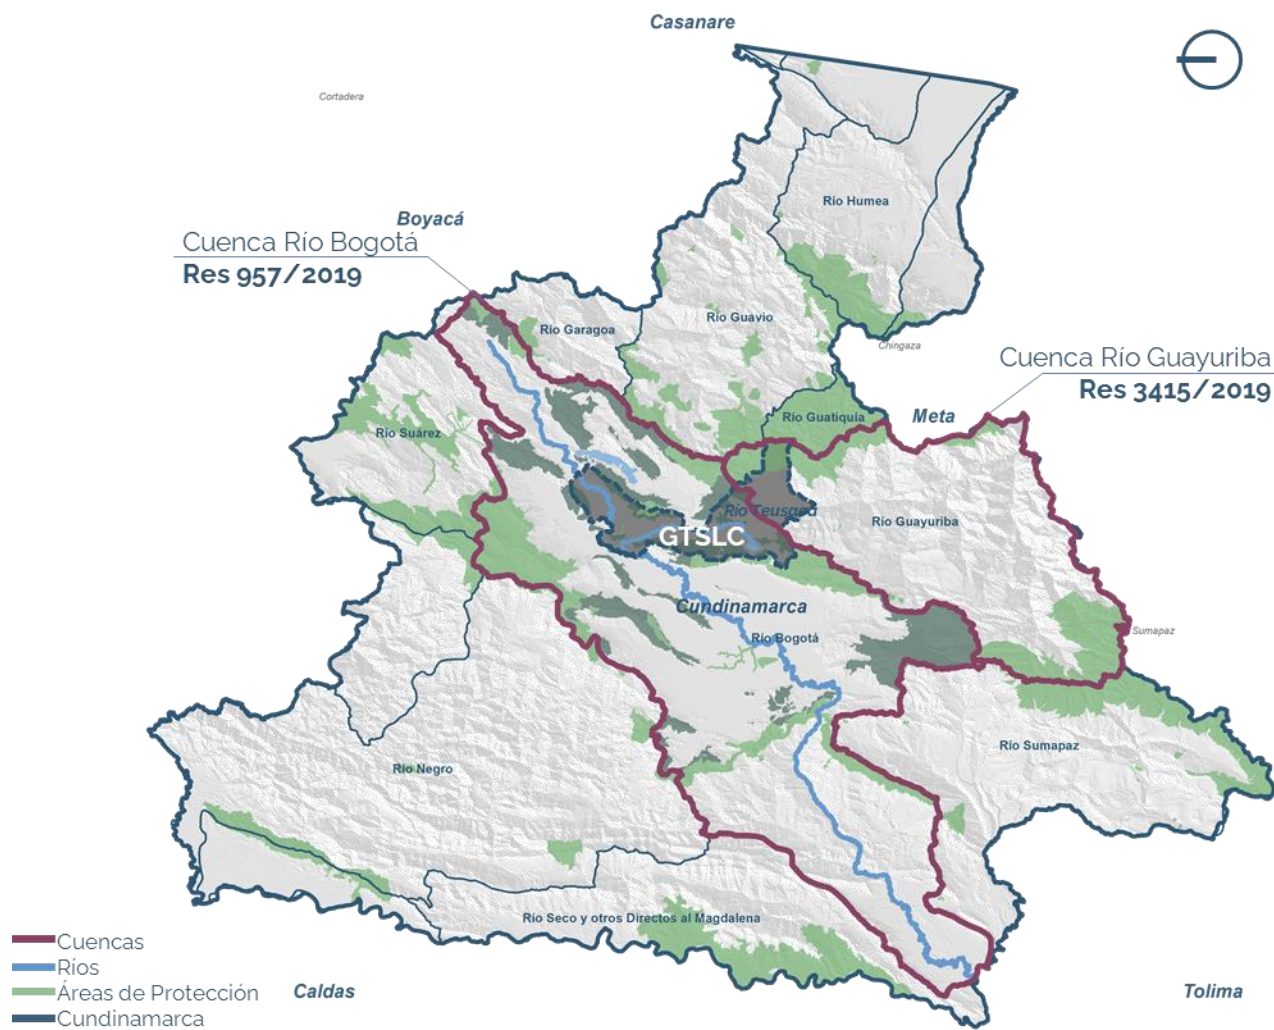 Casanare
Cortadera
Río Humea
Boyacá
Cuenca Río Bogotá
Res 957/2019
Río Garagoa
Río Guavio
Chingaza
Cuenca Río Guayuriba
Res 3415/2019
Río Guatiquía
Meta
Río Suárez
Río Teusacá
Río Guayuriba
GTSLC
Cundinamarca
Río Bogotá
Sumapaz
Río Sumapaz
Río Negro
Río Seco y otros Directos al Magdalena
Cuencas
Ríos
Áreas de Protección
Cundinamarca
Caldas
Tolima